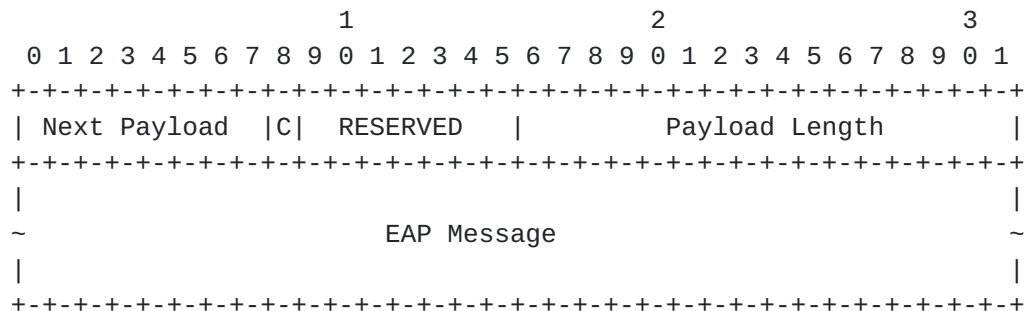 1                   2                   3
 0 1 2 3 4 5 6 7 8 9 0 1 2 3 4 5 6 7 8 9 0 1 2 3 4 5 6 7 8 9 0 1
+-+-+-+-+-+-+-+-+-+-+-+-+-+-+-+-+-+-+-+-+-+-+-+-+-+-+-+-+-+-+-+-+
| Next Payload  |C|  RESERVED   |         Payload Length        |
+-+-+-+-+-+-+-+-+-+-+-+-+-+-+-+-+-+-+-+-+-+-+-+-+-+-+-+-+-+-+-+-+
|                                                               |
~                       EAP Message                             ~
|                                                               |
+-+-+-+-+-+-+-+-+-+-+-+-+-+-+-+-+-+-+-+-+-+-+-+-+-+-+-+-+-+-+-+-+